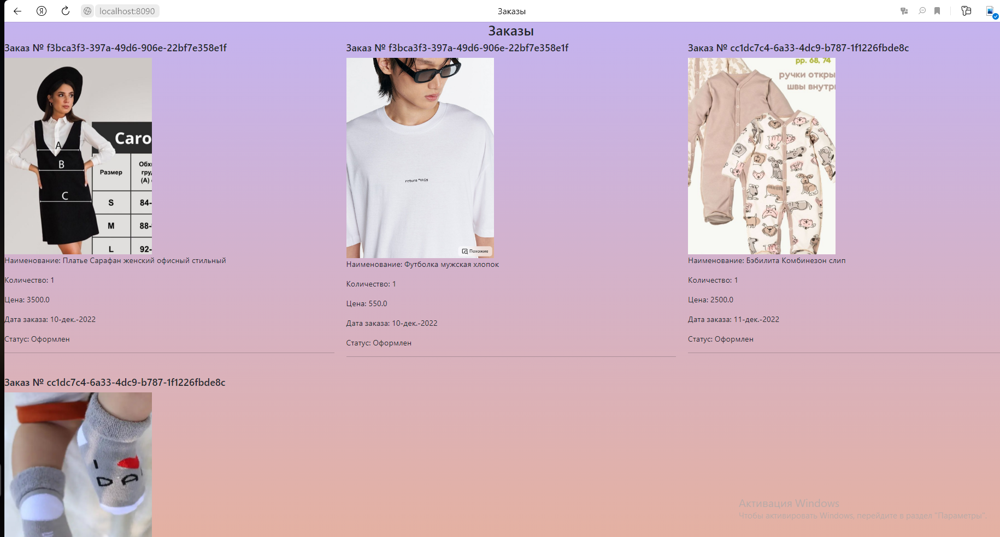 localhost:8090
Заказы
Заказы
Заказ № f3bca3f3-397a-49d6-906e-22bf7e358e1f
Caro
A
B
C
Размер
Обх
гру
(A)
S 84-
M 88-
L 92-
Наименование: Платье Сарафан женский офисный стильный
Количество: 1
Цена: 3500.0
Дата заказа: 10-дек.-2022
Статус: Оформлен
Заказ № f3bca3f3-397a-49d6-906e-22bf7e358e1f
return *this
Похожие
Наименование: Футболка мужская хлопок
Количество: 1
Цена: 550.0
Дата заказа: 10-дек.-2022
Статус: Оформлен
Заказ № cc1dc7c4-6a33-4dc9-b787-1f1226fbde8c
рр. 68, 74
ручки откры
швы внутр
Наименование: Бэбилита Комбинезон слип
Количество: 1
Цена: 2500.0
Дата заказа: 11-дек.-2022
Статус: Оформлен
Заказ № cc1dc7c4-6a33-4dc9-b787-1f1226fbde8c
I
DA
Активация Windows
Чтобы активировать Windows, перейдите в раздел "Параметры".